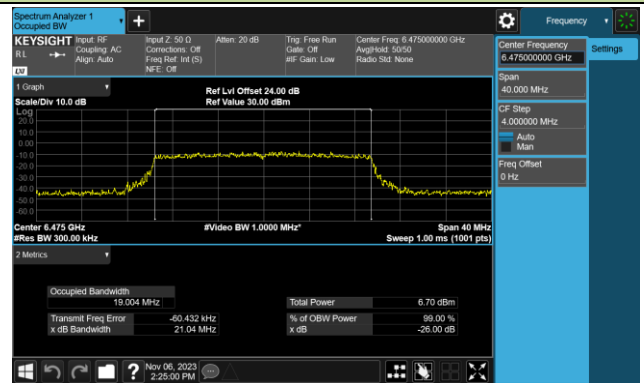 Spectrum Analyzer 1
Occupied BW
+
Frequency
KEYSIGHT
RL
Input: RF
Coupling: AC
Align: Auto
Input Z: 50 Ω
Corrections: Off
Freq Ref: Int (S)
NFE: Off
Atten: 20 dB
Trig: Free Run
Gate: Off
#IF Gain: Low
Center Freq: 6.475000000 GHz
Avg|Hold: 50/50
Radio Std: None
LXI
Center Frequency
6.475000000 GHz
Settings
Span
40.000 MHz
CF Step
4.000000 MHz
Auto
Man
Freq Offset
0 Hz
1 Graph
Scale/Div 10.0 dB
Ref Lvl Offset 24.00 dB
Ref Value 30.00 dBm
Log
20.0
10.0
0.00
-10.0
-20.0
-30.0
-40.0
-50.0
-60.0
Center 6.475 GHz
#Res BW 300.00 kHz
#Video BW 1.0000 MHz*
Span 40 MHz
Sweep 1.00 ms (1001 pts)
2 Metrics
Occupied Bandwidth
19.004 MHz
Total Power 6.70 dBm
Transmit Freq Error -60.432 kHz
% of OBW Power 99.00 %
x dB Bandwidth 21.04 MHz
x dB -26.00 dB
?
Nov 06, 2023
2:25:00 PM